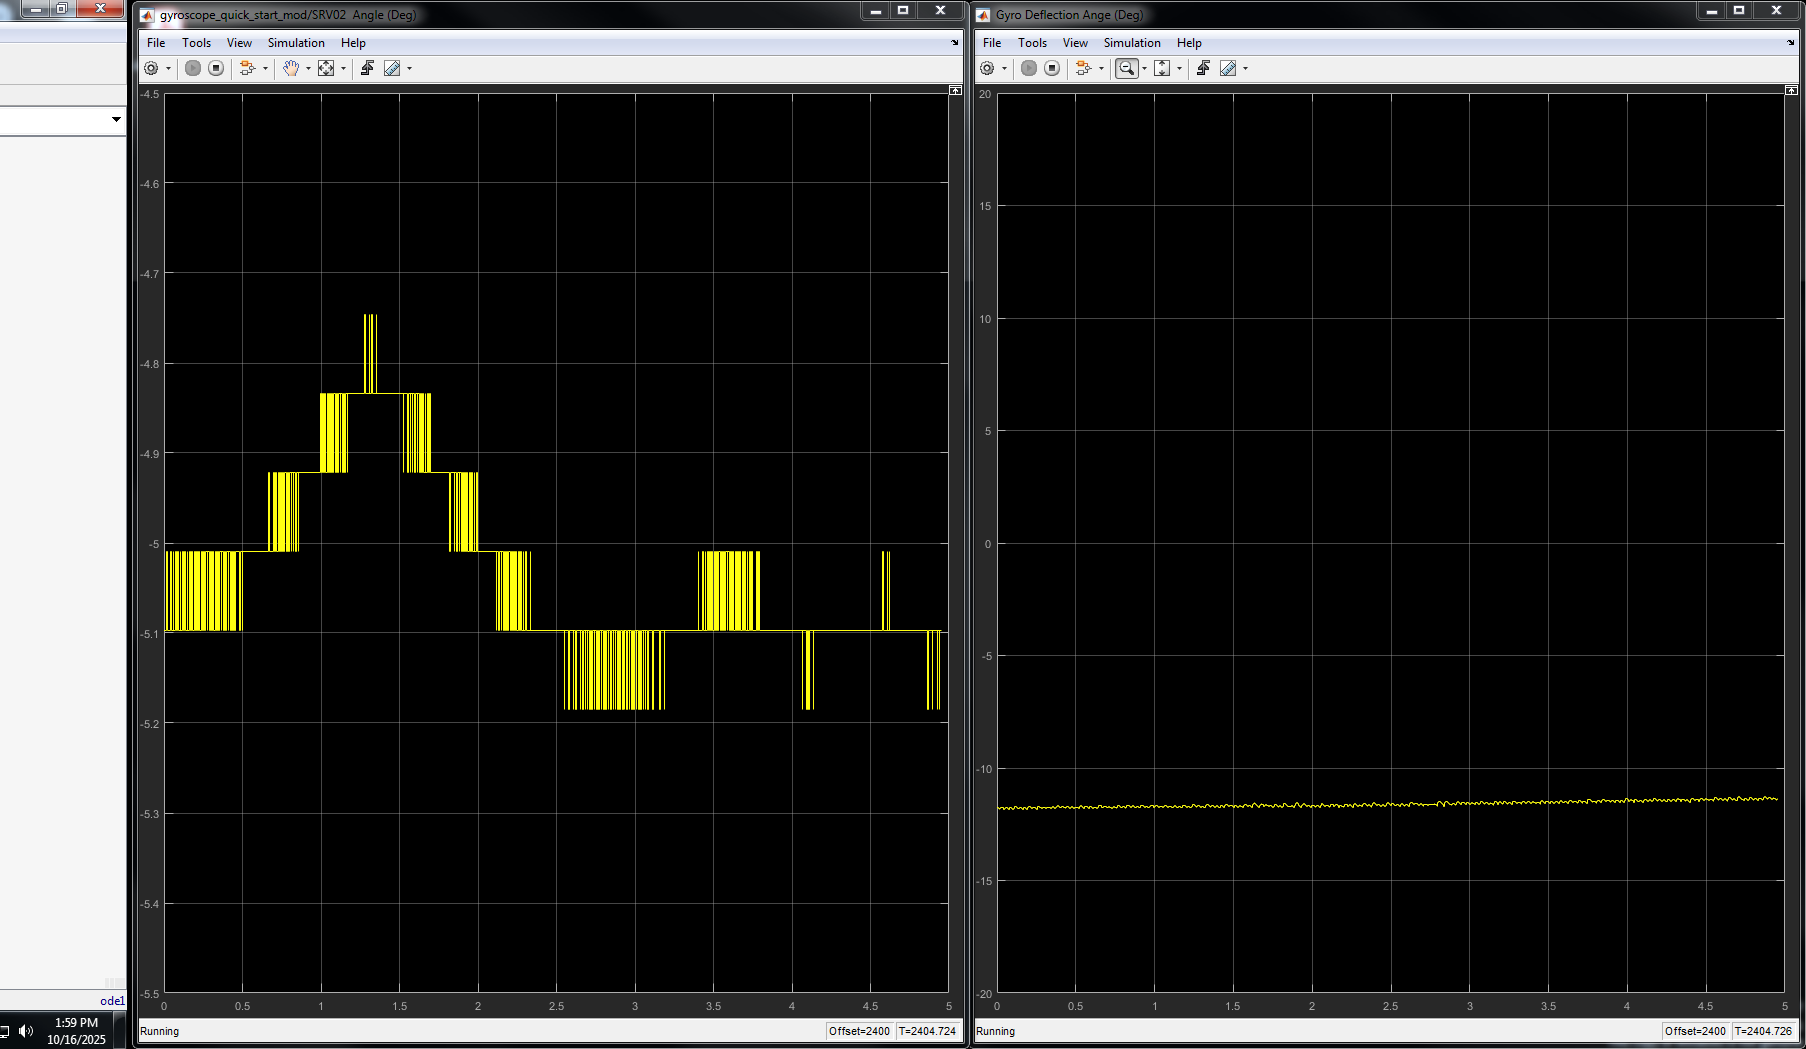 gyroscope_quick_start_mod/SRV02  Angle (Deg)
File Tools View Simulation Help
-4.5
-4.6
-4.7
-4.8
-4.9
-5
-5.1
-5.2
-5.3
-5.4
-5.5
0 0.5 1 1.5 2 2.5 3 3.5 4 4.5 5
Running Offset=2400 T=2404.724
Gyro Deflection Ange (Deg)
File Tools View Simulation Help
20
15
10
5
0
-5
-10
-15
-20
0 0.5 1 1.5 2 2.5 3 3.5 4 4.5 5
Running Offset=2400 T=2404.726
ode1
1:59 PM
10/16/2025